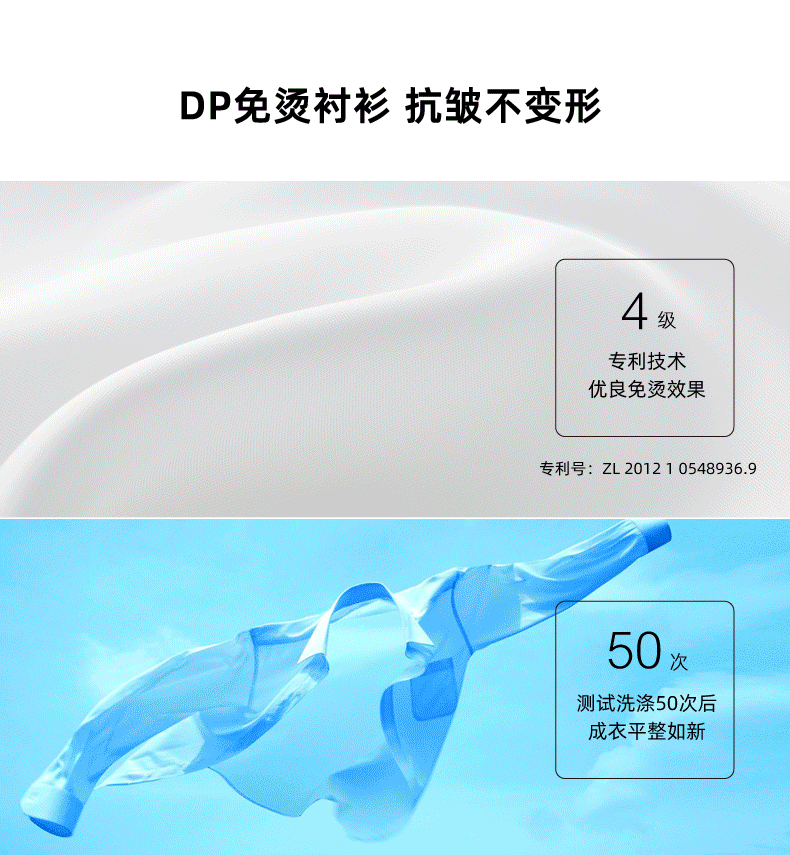 DP免烫衬衫 抗皱不变形
4 级
专利技术
优良免烫效果
专利号：ZL 2012 1 0548936.9
50 次
测试洗涤50次后
成衣平整如新